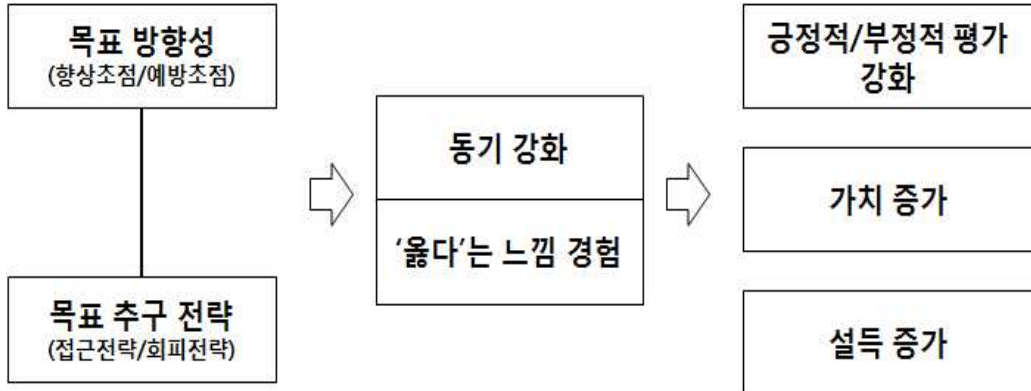 목표 방향성
(향상초점/예방초점)
목표 추구 전략
(접근전략/회피전략)
동기 강화
‘옳다’는 느낌 경험
긍정적/부정적 평가
강화
가치 증가
설득 증가